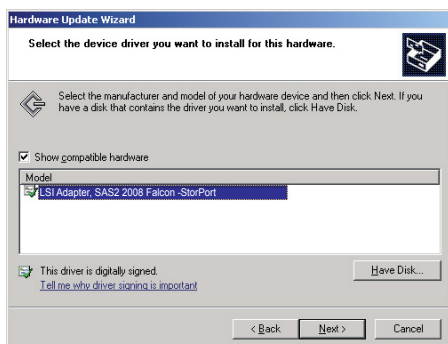 Hardware Update Wizard
Select the device driver you want to install for this hardware.
Select the manufacturer and model of your hardware device and then click Next. If you
have a disk that contains the driver you want to install, click Have Disk.
Show compatible hardware
Model
LSI Adapter, SAS2 2008 Falcon -StorPort
This driver is digitally signed.
Have Disk...
Tell me why driver signing is important
< Back
Next >
Cancel